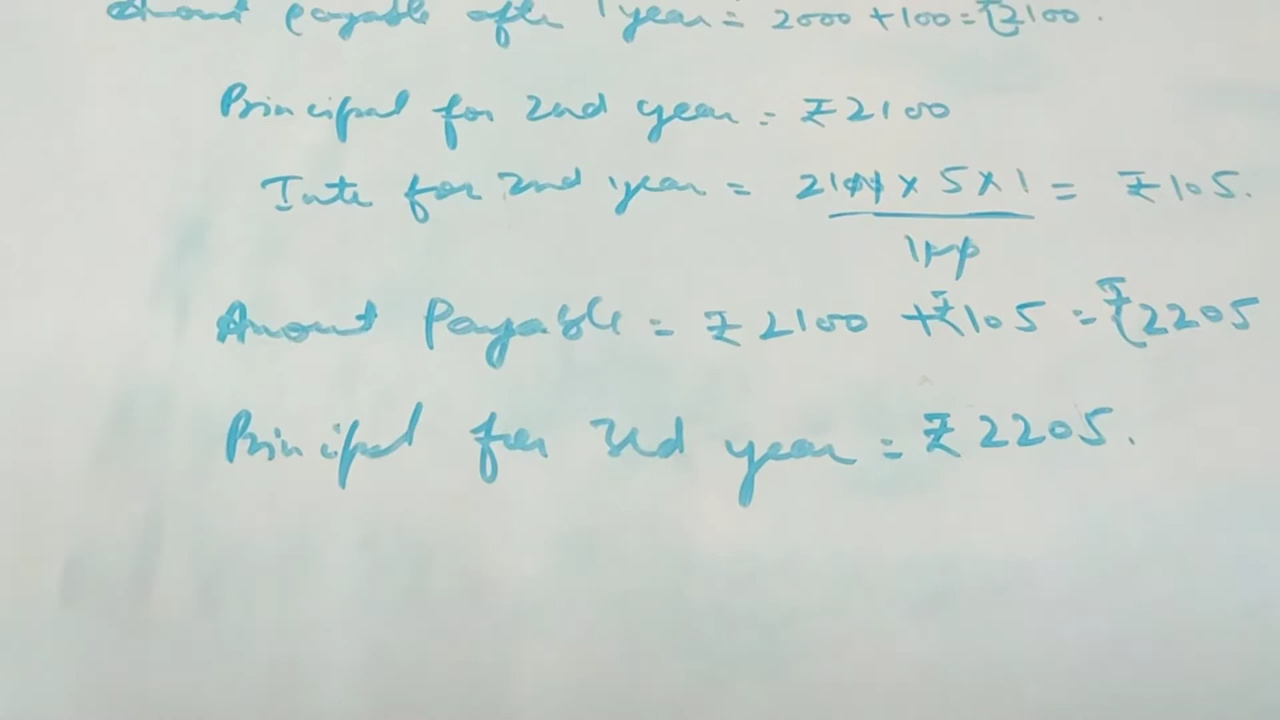 Amount payable after 1 year = 2000 + 100 = ₹2100.
Principal for 2nd year = ₹2100
Inte for 2nd year = 2100 x 5 x 1 = ₹105.
100
Amount Payable = ₹2100 + ₹105 = ₹2205
Principal for 3rd year = ₹2205.